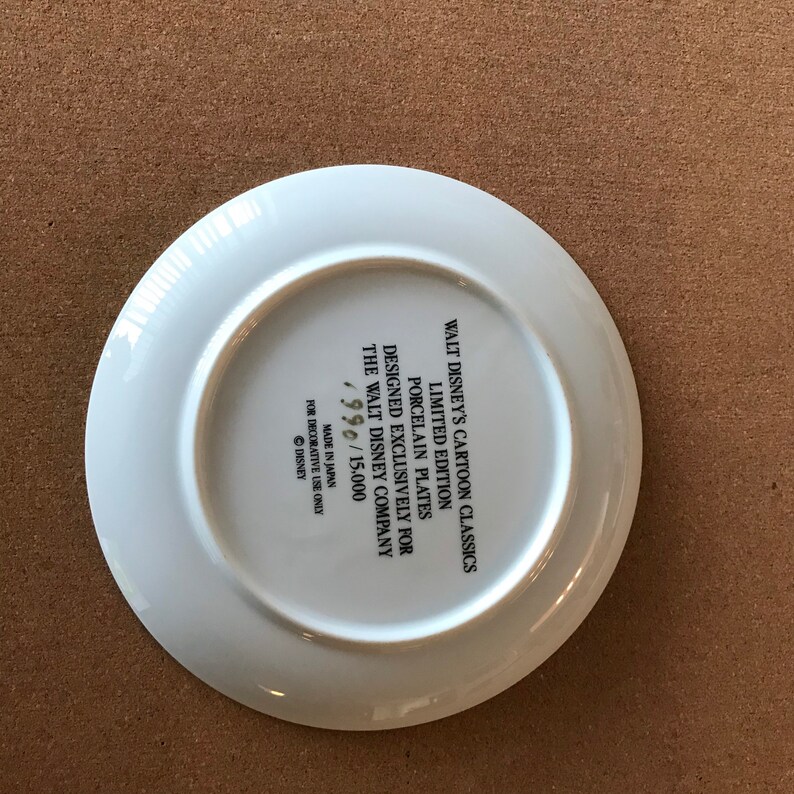 WALT DISNEY'S CARTOON CLASSICS
LIMITED EDITION
PORCELAIN PLATES
DESIGNED EXCLUSIVELY FOR
THE WALT DISNEY COMPANY
1990/15,000
MADE IN JAPAN
FOR DECORATIVE USE ONLY
© DISNEY